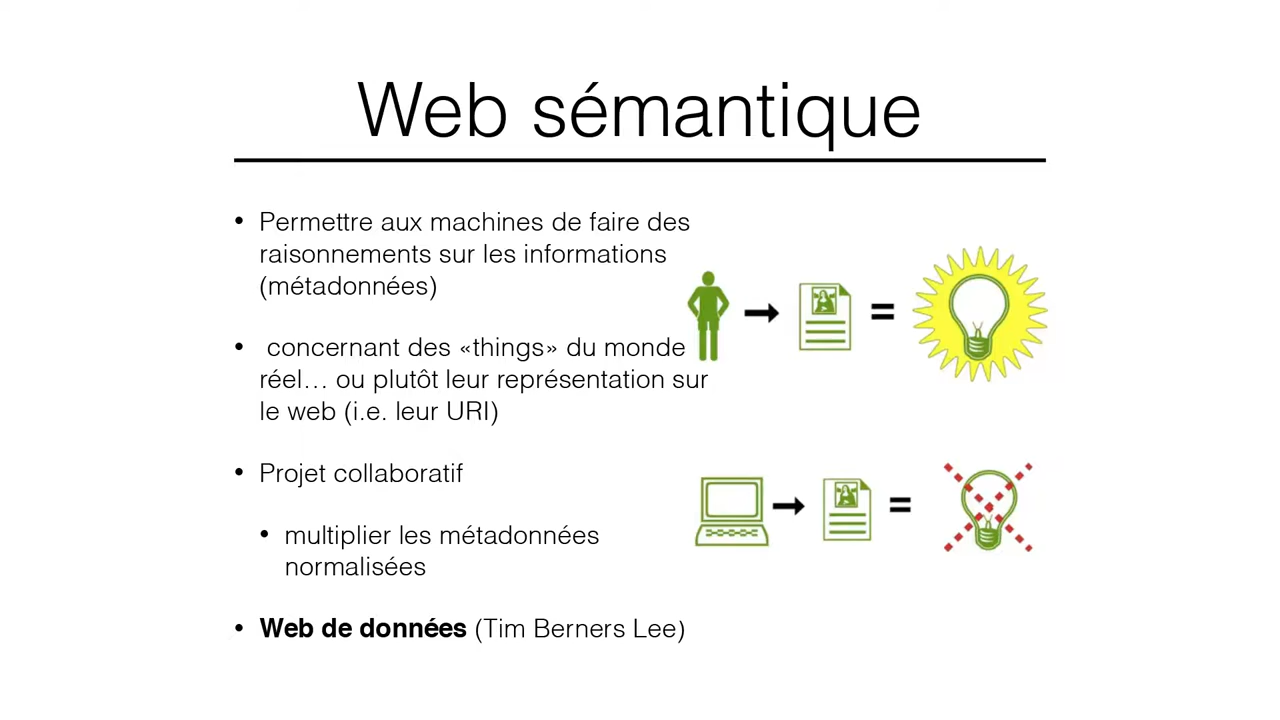 Web sémantique
• Permettre aux machines de faire des
raisonnements sur les informations
(métadonnées)
• concernant des «things» du monde
réel… ou plutôt leur représentation sur
le web (i.e. leur URI)
• Projet collaboratif
• multiplier les métadonnées
normalisées
• Web de données (Tim Berners Lee)